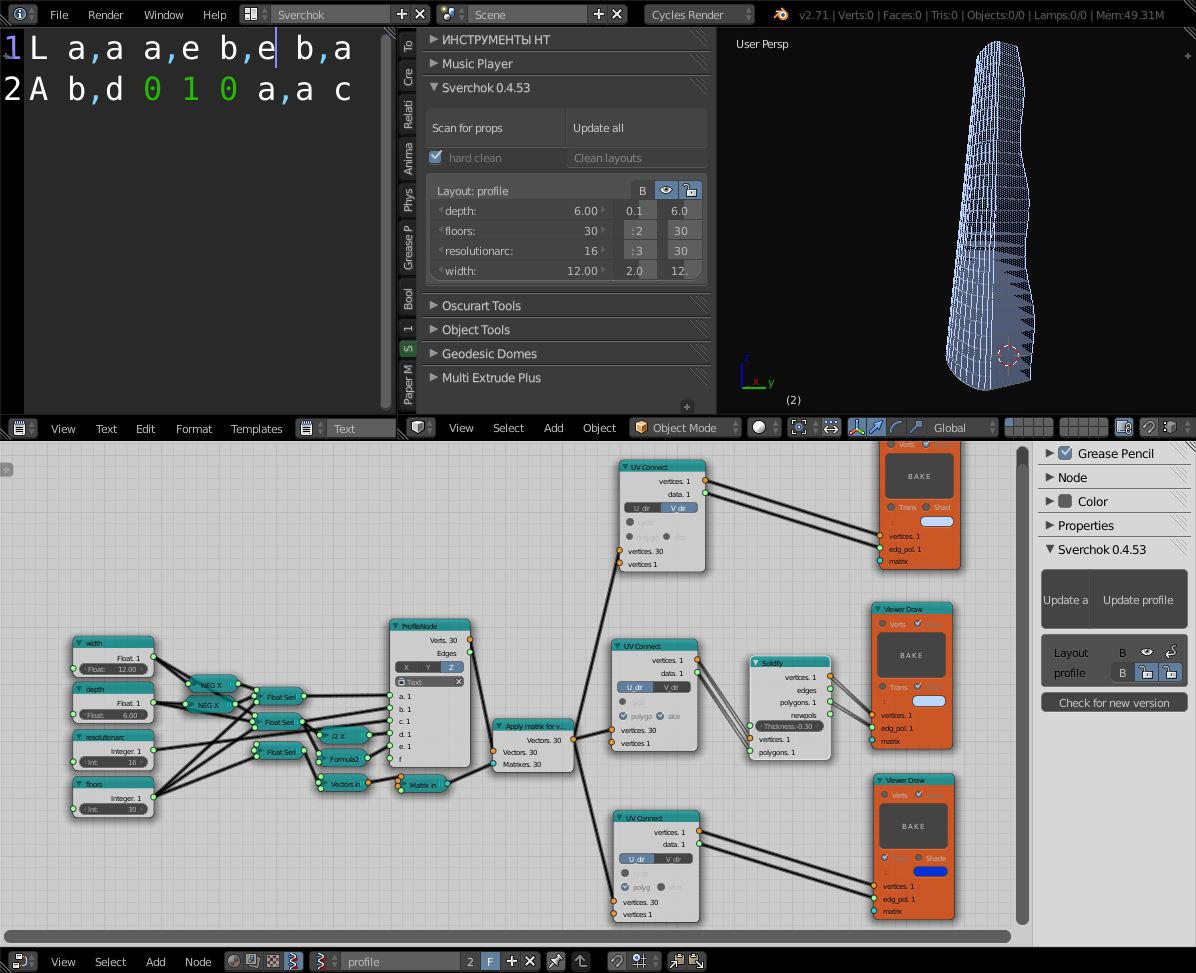 File Render Window Help Sverchok Scene Cycles Render v2.71 | Verts:0 | Faces:0 | Tris:0 | Objects:0/0 | Lamps:0/0 | Mem:49.31M
1 L a,a a,e b,e b,a
2 A b,d 0 1 0 a,a c
View Text Edit Format Templates Text
To
Cre
Relati
Anima
Phys
Grease P
Bool
1
S
Paper M
ИНСТРУМЕНТЫ НТ
Music Player
Sverchok 0.4.53
Scan for props Update all
hard clean Clean layouts
Layout: profile B
depth: 6.00 0.1 6.0
floors: 30 :2 30
resolutionarc: 16 :3 30
width: 12.00 2.0 12.
Oscurart Tools
Object Tools
Geodesic Domes
Multi Extrude Plus
User Persp
z
x y
(2)
View Select Add Object Object Mode Global
width
Float. 1
Float: 12.00
depth
Float. 1
Float: 6.00
resolutionarc
Integer. 1
Int: 16
floors
Integer. 1
Int: 30
NEG X
NEG X
Float Seri
Float Seri
Float Seri
/2 X
Formula2
Vectors in
Matrix in
ProfileNode
Verts. 30
Edges
X Y Z
Text
a. 1
b. 1
c. 1
d. 1
e. 1
f
Apply matrix for v...
Vectors. 30
Vectors. 30
Matrixes. 30
UV Connect
vertices. 1
data. 1
U_dir V_dir
cyclic
polygo slice
vertices. 30
vertices 1
UV Connect
vertices. 1
data. 1
U_dir V_dir
polygo slice
vertices. 30
vertices 1
UV Connect
vertices. 1
data. 1
U_dir V_dir
polyg slice
vertices. 30
vertices 1
Solidify
vertices. 1
edges
polygons. 1
newpols
Thickness:-0.30
vertices. 1
polygons. 1
Verts
BAKE
Trans Shad
:
vertices. 1
edg_pol. 1
matrix
Viewer Draw
Verts
BAKE
Trans
:
vertices. 1
edg_pol. 1
matrix
Viewer Draw
Verts
BAKE
Shade
:
vertices. 1
edg_pol. 1
matrix
Grease Pencil
Node
Color
Properties
Sverchok 0.4.53
Update a Update profile
Layout B
profile B
Check for new version
View Select Add Node profile 2 F